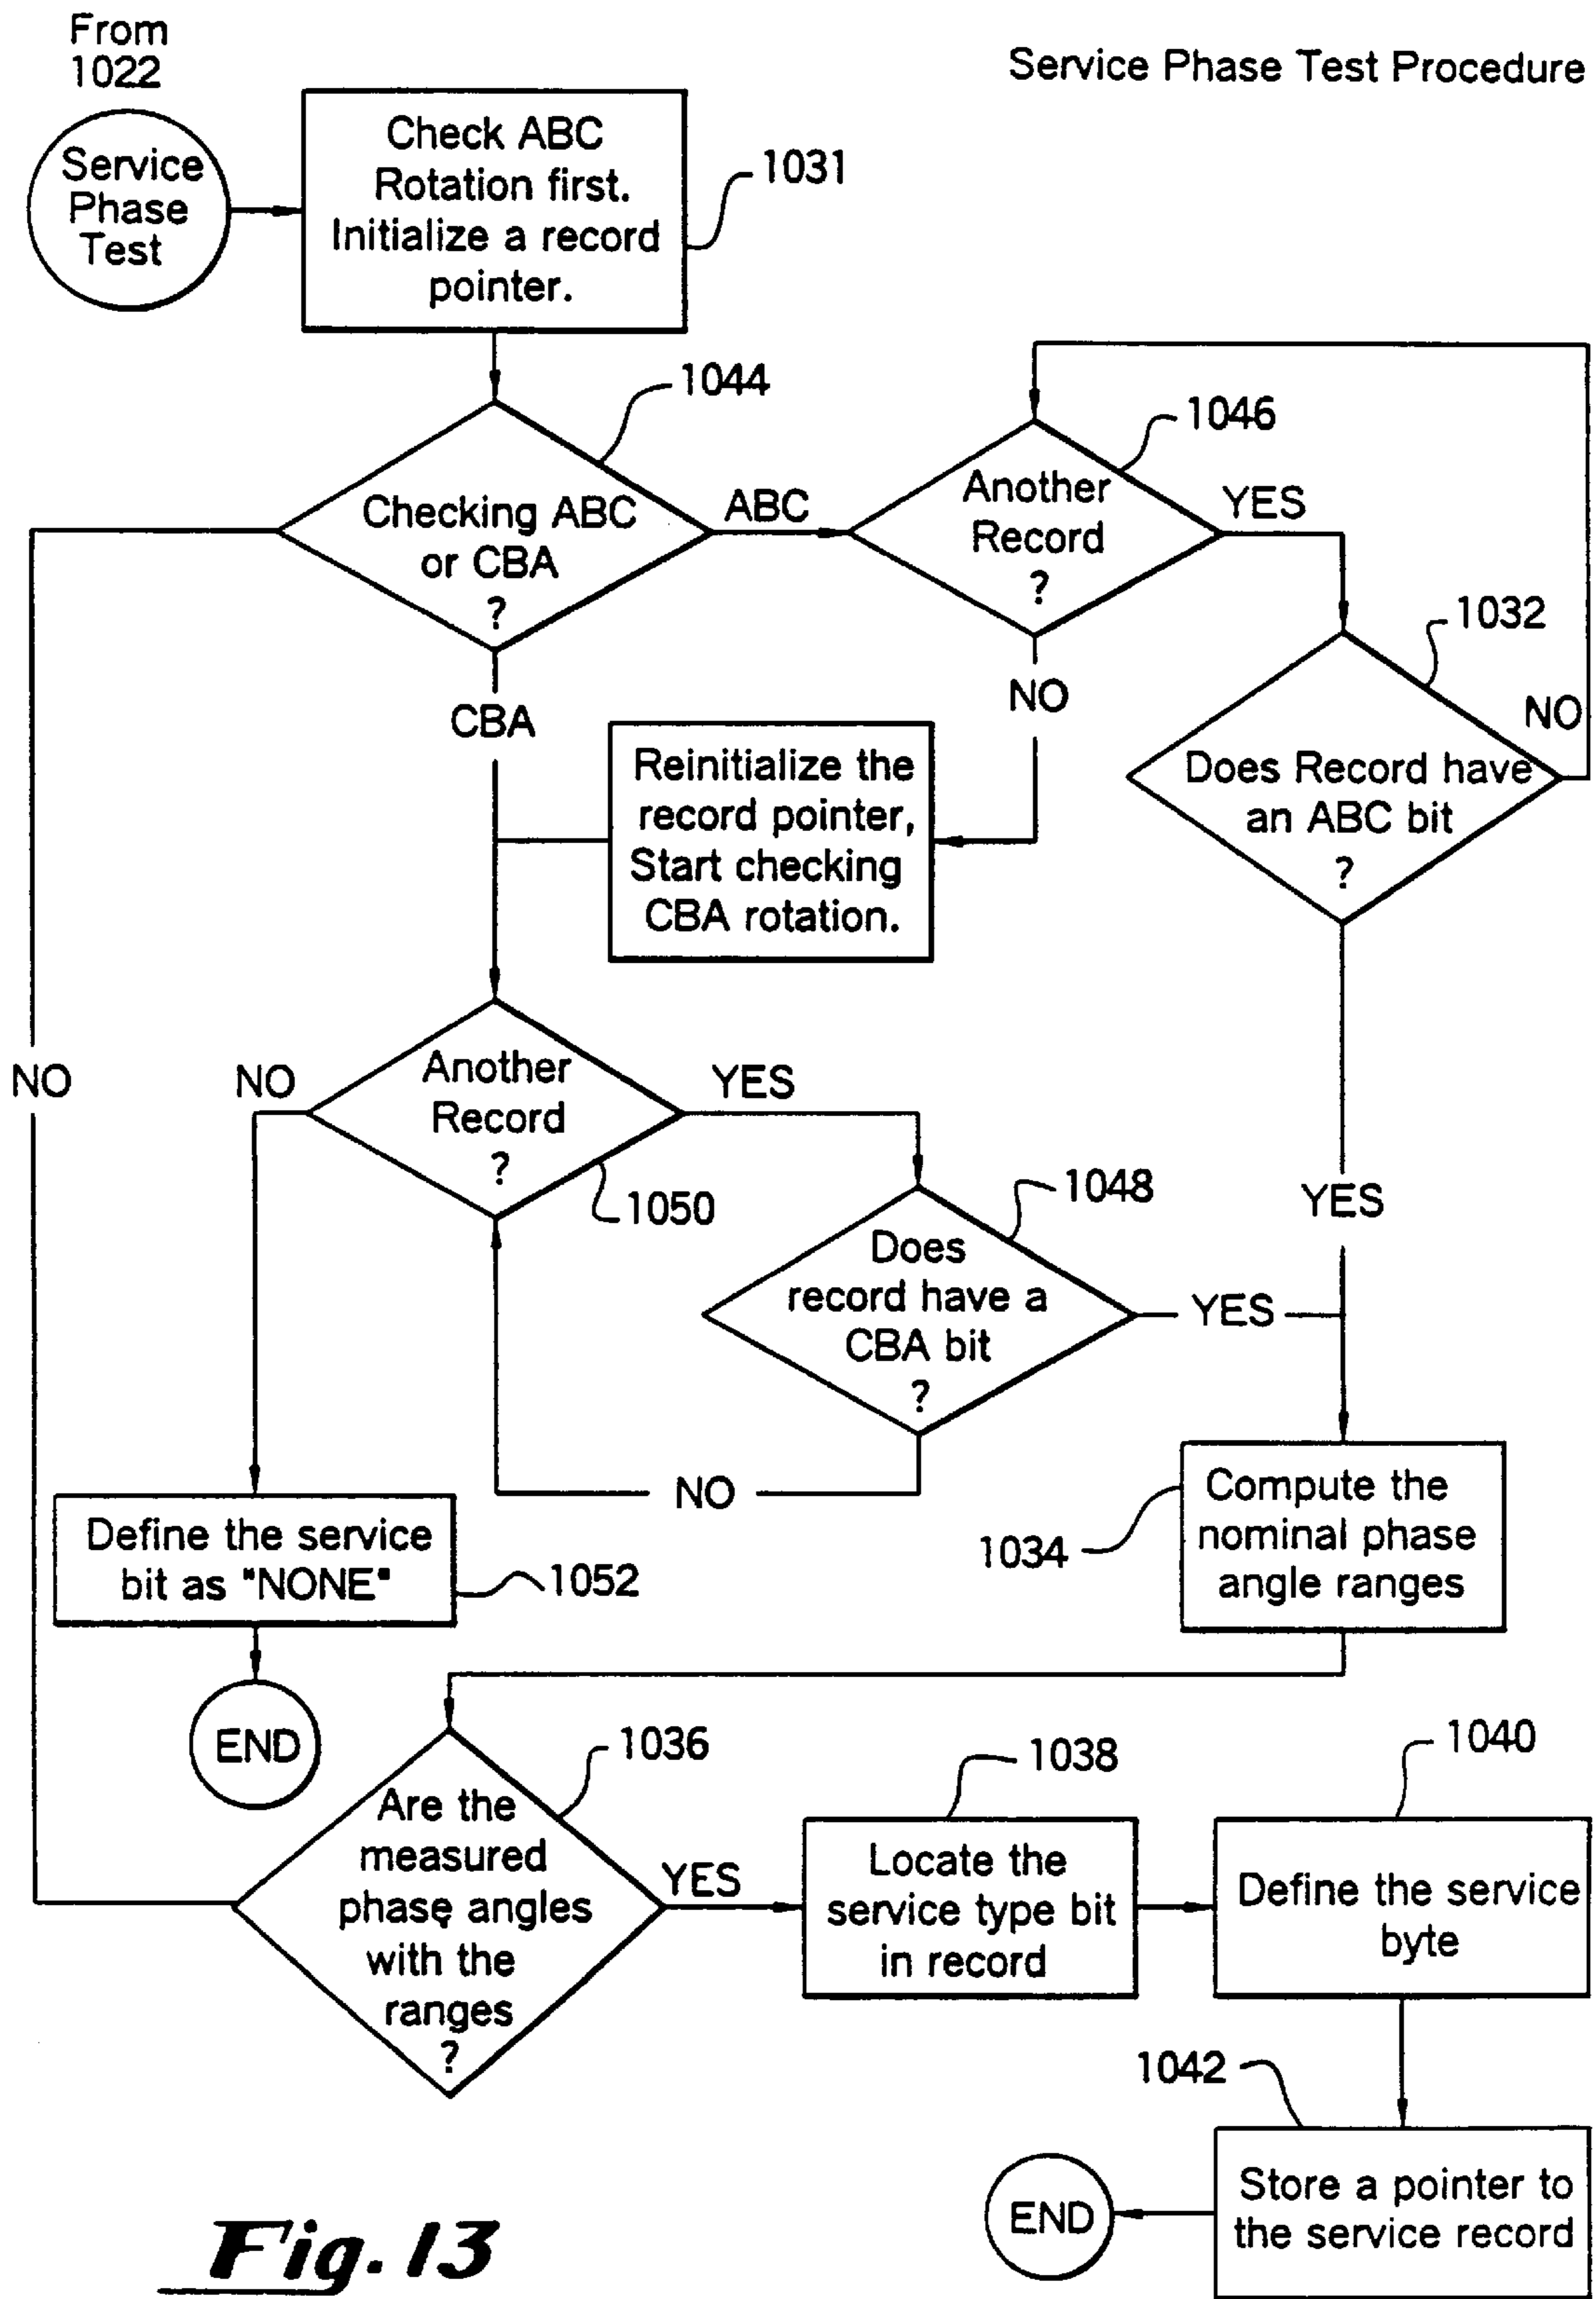 From
1022
Service Phase Test Procedure
Service
Phase
Test
Check ABC
Rotation first.
Initialize a record
pointer.
1031
1044
Checking ABC
or CBA
?
ABC
1046
Another
Record
?
YES
1032
NO
Does Record have
an ABC bit
?
NO
CBA
Reinitialize the
record pointer,
Start checking
CBA rotation.
NO
NO
Another
Record
?
YES
1050
1048
Does
record have a
CBA bit
?
YES
YES
NO
Define the service
bit as "NONE"
1052
END
1034
Compute the
nominal phase
angle ranges
1036
Are the
measured
phase angles
with the
ranges
?
YES
1038
Locate the
service type bit
in record
1040
Define the service
byte
1042
Store a pointer to
the service record
END
Fig. 13